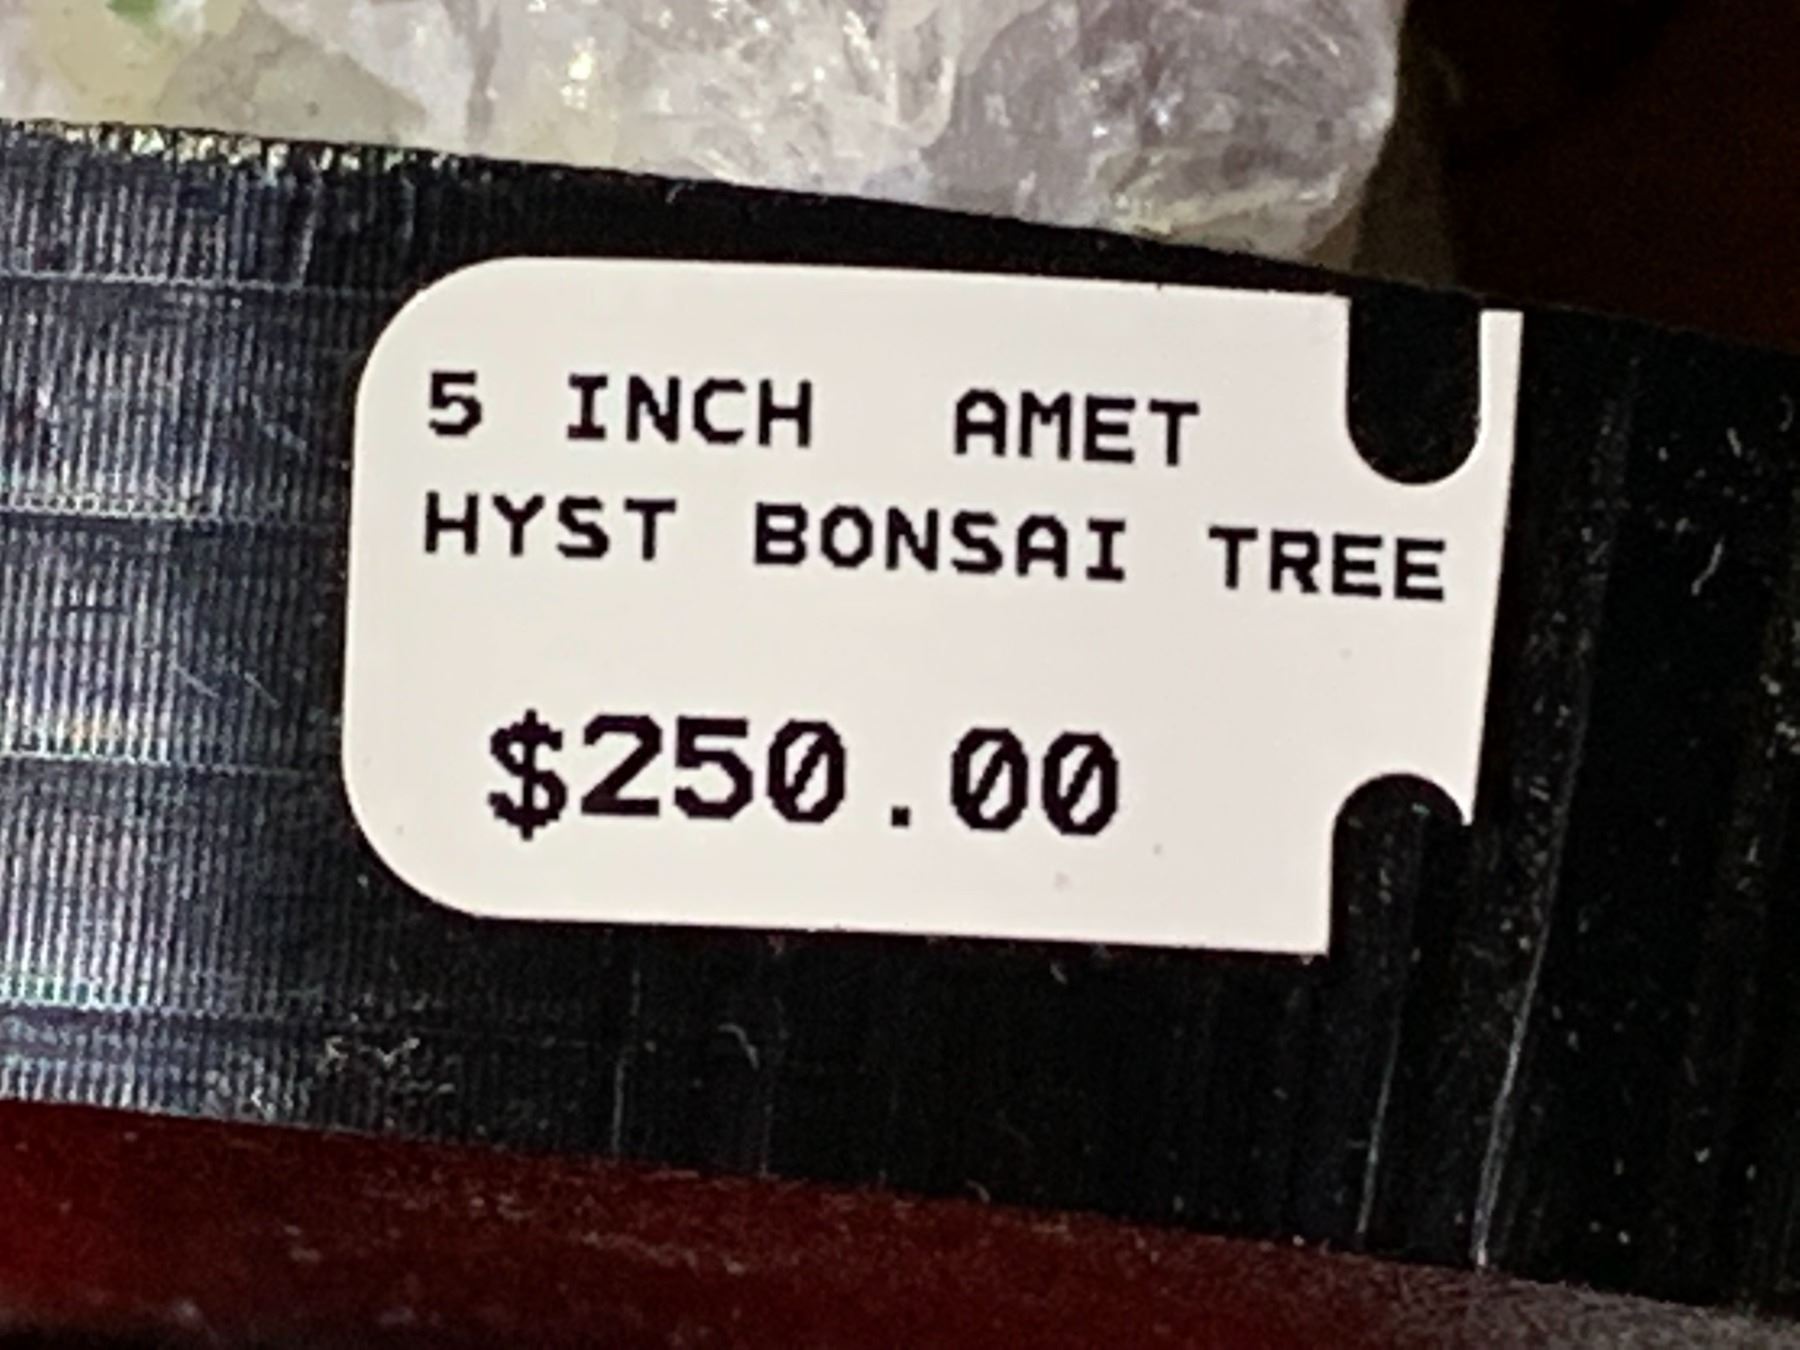 5 INCH  AMET
HYST BONSAI TREE
$250.00